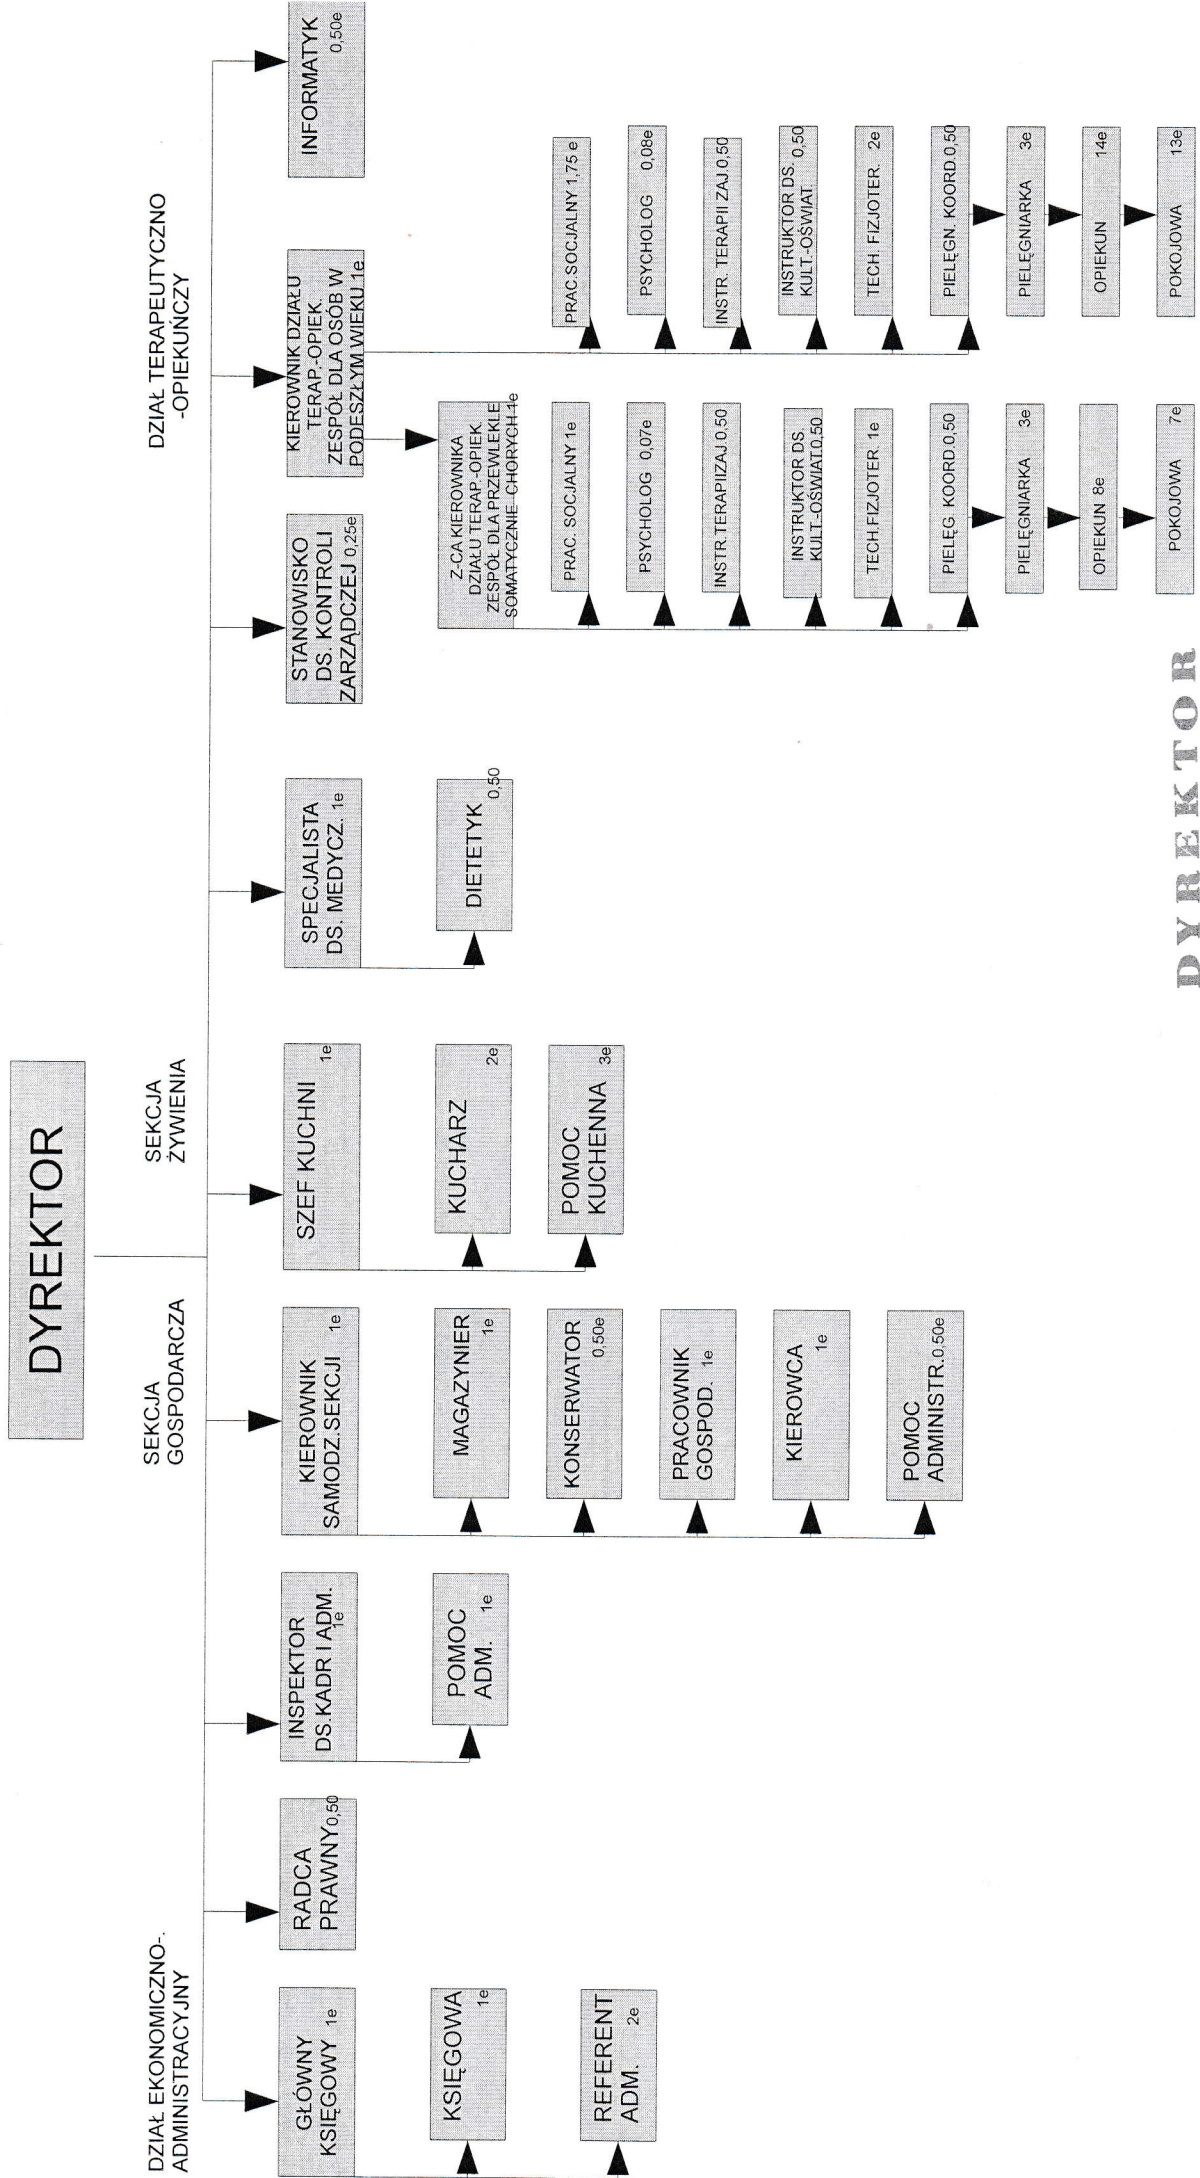 DYREKTOR
DZIAŁ EKONOMICZNO-.
ADMINISTRACYJNY
SEKCJA
GOSPODARCZA
SEKCJA
ŻYWIENIA
DZIAŁ TERAPEUTYCZNO
-OPIEKUŃCZY
GŁÓWNY
KSIĘGOWY 1e
KSIĘGOWA
1e
REFERENT
ADM. 2e
RADCA
PRAWNY0,50
INSPEKTOR
DS.KADR I ADM.
1e
POMOC
ADM. 1e
KIEROWNIK
SAMODZ.SEKCJI 1e
MAGAZYNIER
1e
KONSERWATOR
0,50e
PRACOWNIK
GOSPOD. 1e
KIEROWCA
1e
POMOC
ADMINISTR.0,50e
SZEF KUCHNI
1e
KUCHARZ
2e
POMOC
KUCHENNA 3e
SPECJALISTA
DS. MEDYCZ. 1e
DIETETYK
0,50
STANOWISKO
DS. KONTROLI
ZARZĄDCZEJ 0,25e
KIEROWNIK DZIAŁU
TERAP.-OPIEK.
ZESPÓŁ DLA OSÓB W
PODESZŁYM WIEKU 1e
Z-CA KIEROWNIKA
DZIAŁU TERAP.-OPIEK
ZESPÓŁ DLA PRZEWLEKLE
SOMATYCZNIE CHORYCH 1e
PRAC. SOCJALNY 1e
PSYCHOLOG 0,07e
INSTR.TERAPIIZAJ.0,50
INSTRUKTOR DS.
KULT.-OŚWIAT.0,50
TECH.FIZJOTER. 1e
PIELĘG. KOORD.0,50
PIELĘGNIARKA 3e
OPIEKUN 8e
POKOJOWA 7e
PRAC.SOCJALNY 1,75 e
PSYCHOLOG 0,08e
INSTR. TERAPII ZAJ.0,50
INSTRUKTOR DS.
KULT.-OŚWIAT 0,50
TECH. FIZJOTER. 2e
PIELĘGN. KOORD.0,50
PIELĘGNIARKA 3e
OPIEKUN 14e
POKOJOWA 13e
INFORMATYK
0,50e
DYREKTOR